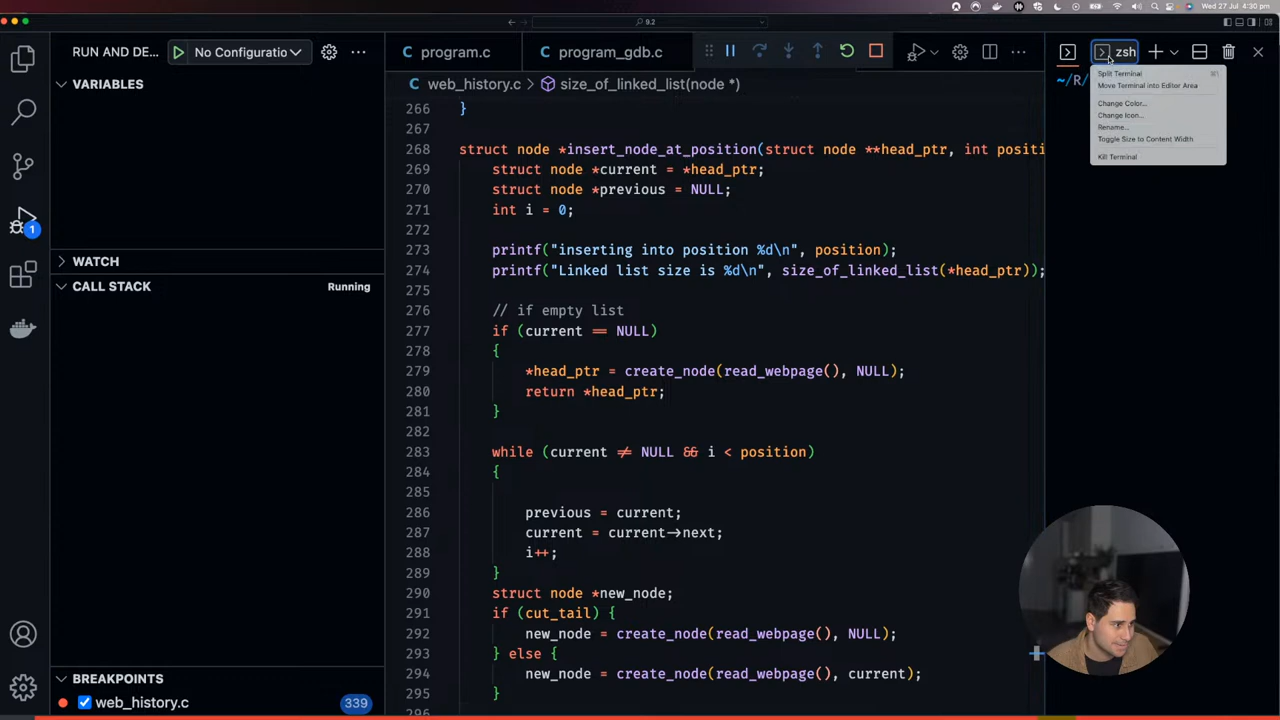 Wed 27 Jul 4:30 pm
9.2
RUN AND DE...
No Configuratio
program.c
program_gdb.c
zsh
VARIABLES
WATCH
CALL STACK
Running
BREAKPOINTS
web_history.c
339
1
web_history.c > size_of_linked_list(node *)
266 }
267
268 struct node *insert_node_at_position(struct node **head_ptr, int positi
269 struct node *current = *head_ptr;
270 struct node *previous = NULL;
271 int i = 0;
272
273 printf("inserting into position %d\n", position);
274 printf("Linked list size is %d\n", size_of_linked_list(*head_ptr));
275
276 // if empty list
277 if (current == NULL)
278 {
279 *head_ptr = create_node(read_webpage(), NULL);
280 return *head_ptr;
281 }
282
283 while (current ≠ NULL && i < position)
284 {
285
286 previous = current;
287 current = current→next;
288 i++;
289 }
290 struct node *new_node;
291 if (cut_tail) {
292 new_node = create_node(read_webpage(), NULL);
293 } else {
294 new_node = create_node(read_webpage(), current);
295 }
296
~/R/
Split Terminal
Move Terminal into Editor Area
Change Color...
Change Icon...
Rename...
Toggle Size to Content Width
Kill Terminal